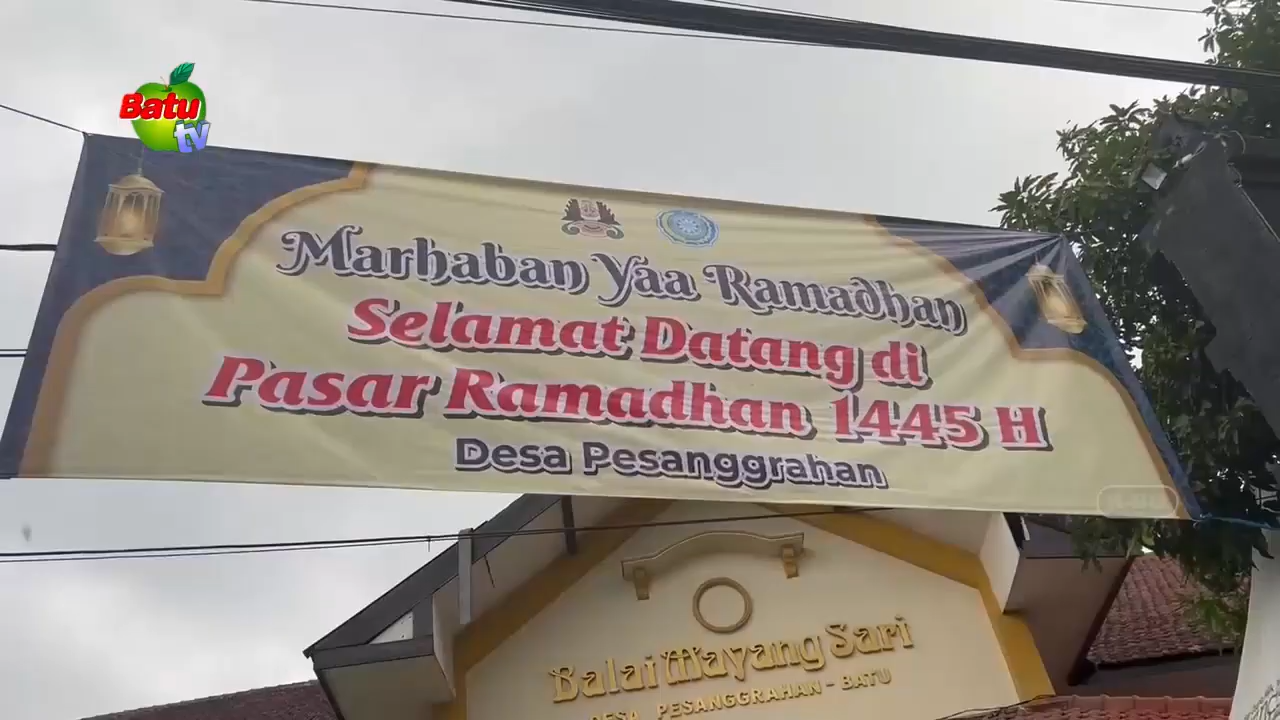 Batu
tv
Marhaban Yaa Ramadhan
Selamat Datang di
Pasar Ramadhan 1445 H
Desa Pesanggrahan
Balai Mayang Sari
DESA PESANGGRAHAN - BATU